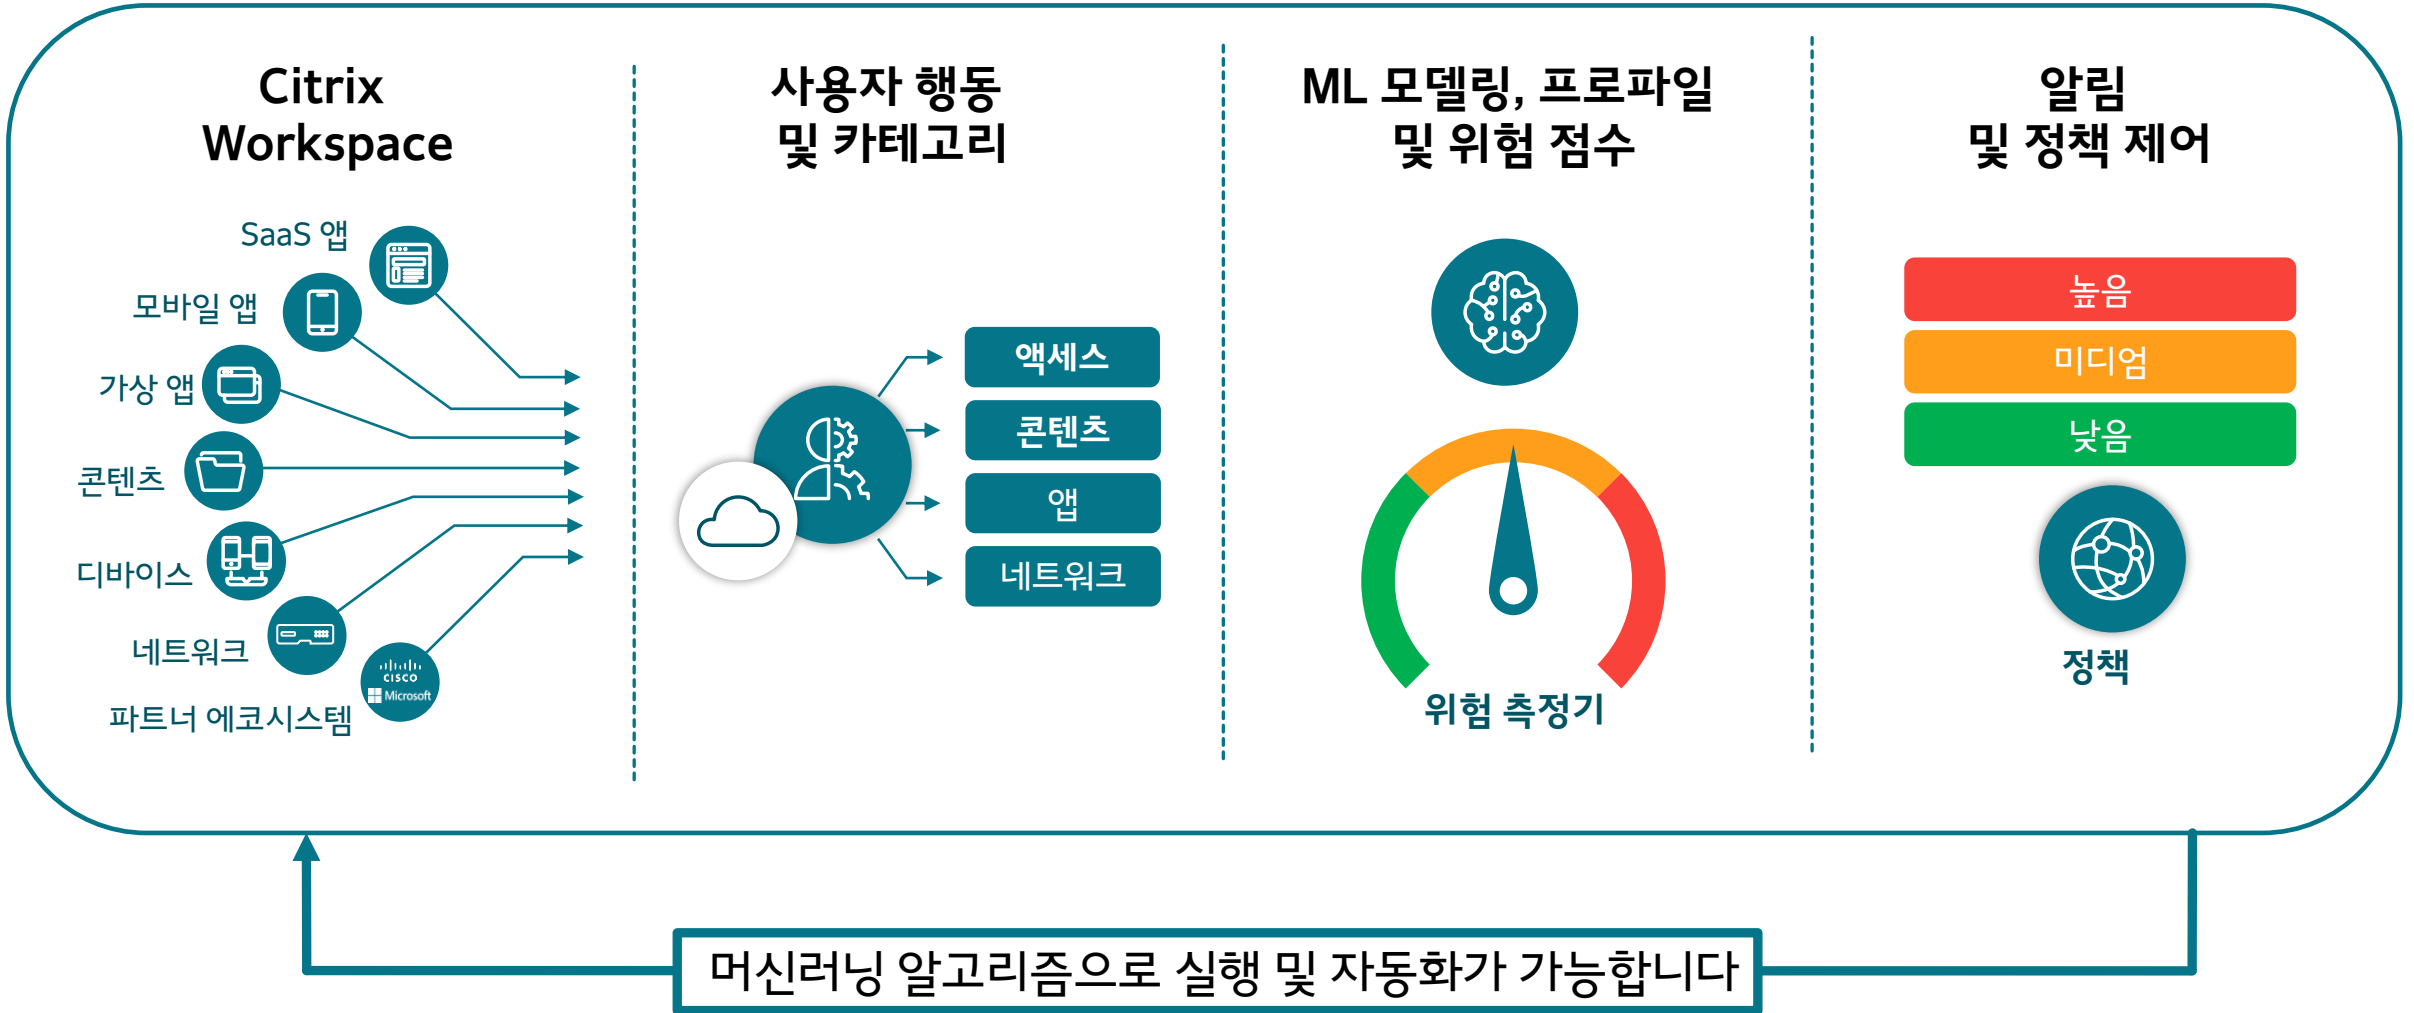 Citrix
Workspace
SaaS 앱
모바일 앱
가상 앱
콘텐츠
디바이스
네트워크
파트너 에코시스템
CISCO
Microsoft
사용자 행동
및 카테고리
액세스
콘텐츠
앱
네트워크
ML 모델링, 프로파일
및 위험 점수
위험 측정기
알림
및 정책 제어
높음
미디엄
낮음
정책
머신러닝 알고리즘으로 실행 및 자동화가 가능합니다